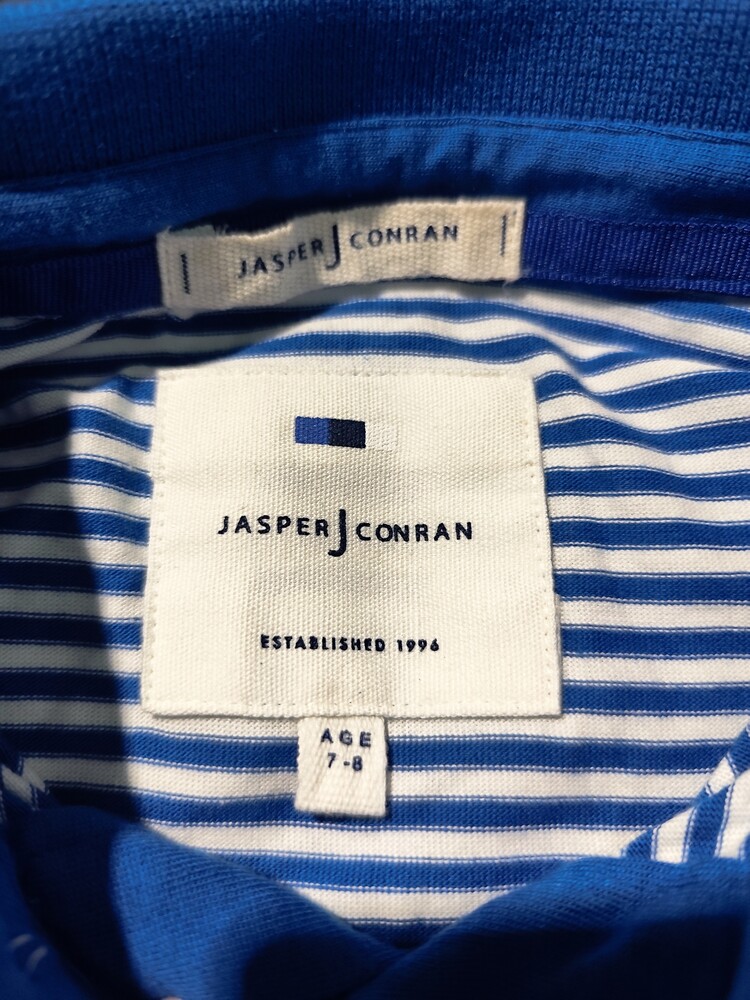 JASPER J CONRAN
JASPER J CONRAN
ESTABLISHED 1996
AGE
7-8